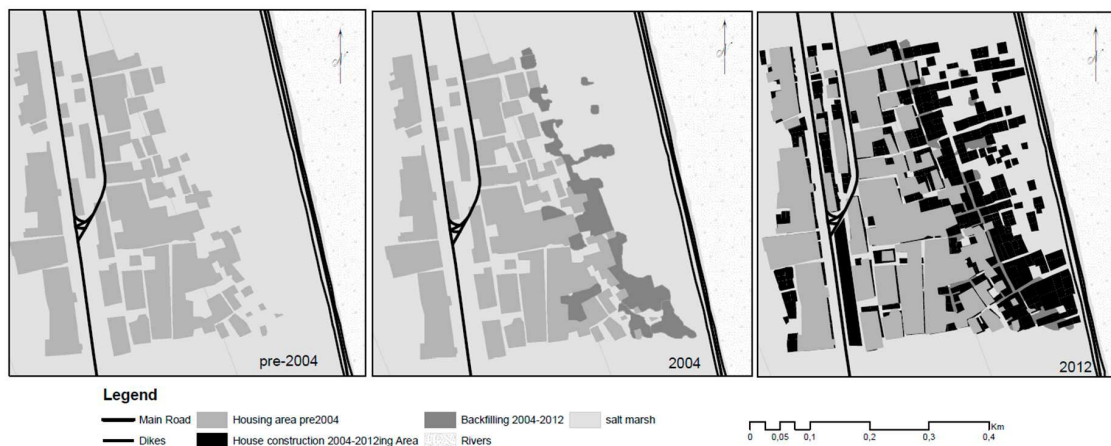 pre-2004
2004
2012
Legend
Main Road
Housing area pre2004
Backfilling 2004-2012
salt marsh
Dikes
House construction 2004-2012ing Area
Rivers
Km
0 0,05 0,1 0,2 0,3 0,4